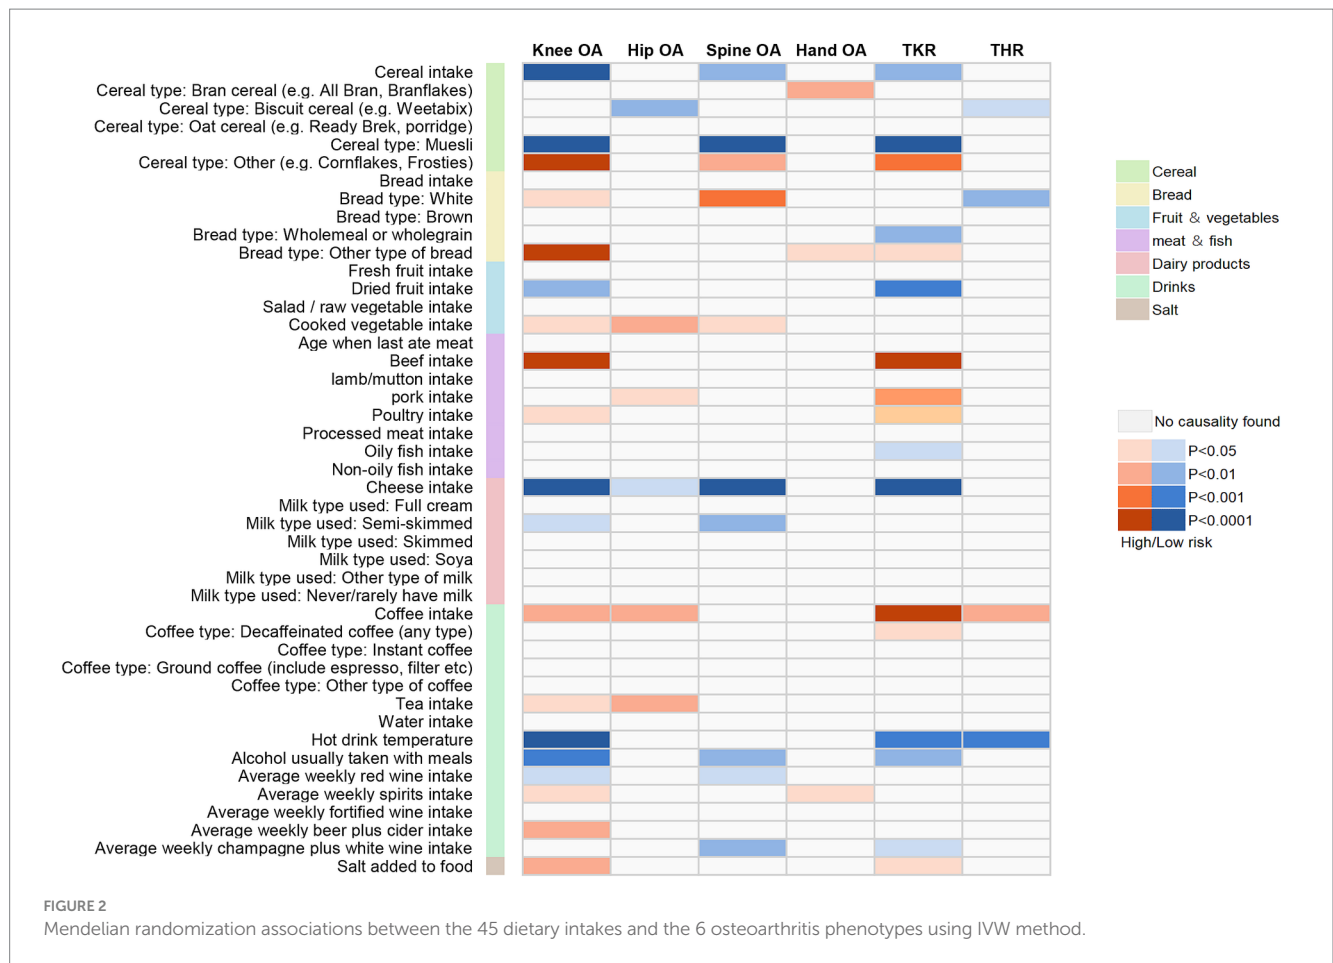 Knee OA Hip OA Spine OA Hand OA TKR THR
Cereal intake
Cereal type: Bran cereal (e.g. All Bran, Branflakes)
Cereal type: Biscuit cereal (e.g. Weetabix)
Cereal type: Oat cereal (e.g. Ready Brek, porridge)
Cereal type: Muesli
Cereal type: Other (e.g. Cornflakes, Frosties)
Bread intake
Bread type: White
Bread type: Brown
Bread type: Wholemeal or wholegrain
Bread type: Other type of bread
Fresh fruit intake
Dried fruit intake
Salad / raw vegetable intake
Cooked vegetable intake
Age when last ate meat
Beef intake
lamb/mutton intake
pork intake
Poultry intake
Processed meat intake
Oily fish intake
Non-oily fish intake
Cheese intake
Milk type used: Full cream
Milk type used: Semi-skimmed
Milk type used: Skimmed
Milk type used: Soya
Milk type used: Other type of milk
Milk type used: Never/rarely have milk
Coffee intake
Coffee type: Decaffeinated coffee (any type)
Coffee type: Instant coffee
Coffee type: Ground coffee (include espresso, filter etc)
Coffee type: Other type of coffee
Tea intake
Water intake
Hot drink temperature
Alcohol usually taken with meals
Average weekly red wine intake
Average weekly spirits intake
Average weekly fortified wine intake
Average weekly beer plus cider intake
Average weekly champagne plus white wine intake
Salt added to food
Cereal
Bread
Fruit & vegetables
meat & fish
Dairy products
Drinks
Salt
No causality found
P<0.05
P<0.01
P<0.001
P<0.0001
High/Low risk
FIGURE 2
Mendelian randomization associations between the 45 dietary intakes and the 6 osteoarthritis phenotypes using IVW method.